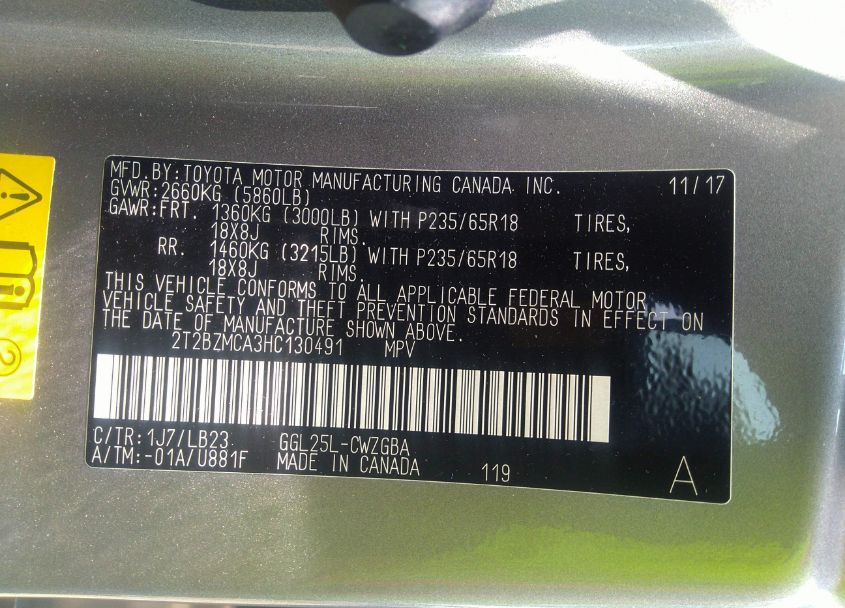 MFD.BY:TOYOTA MOTOR MANUFACTURING CANADA INC. 11/17
GVWR:2660KG (5860LB)
GAWR:FRT. 1360KG (3000LB) WITH P235/65R18 TIRES,
18X8J RIMS.
RR. 1460KG (3215LB) WITH P235/65R18 TIRES,
18X8J RIMS.
THIS VEHICLE CONFORMS TO ALL APPLICABLE FEDERAL MOTOR
VEHICLE SAFETY AND THEFT PREVENTION STANDARDS IN EFFECT ON
THE DATE OF MANUFACTURE SHOWN ABOVE.
2T2BZMCA3HC130491 MPV
C/TR:1J7/LB23 GGL25L-CWZGBA
A/TM:-01A/U881F MADE IN CANADA 119 A